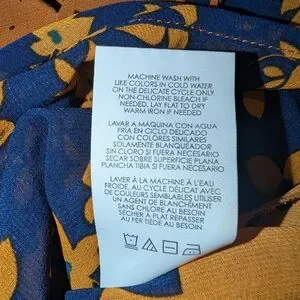 MACHINE WASH WITH
LIKE COLORS IN COLD WATER
ON THE DELICATE CYCLE ONLY
NON-CHLORINE BLEACH IF
NEEDED, LAY FLAT TO DRY
WARM IRON IF NEEDED
LAVAR A MAQUINA CON AGUA
FRIA EN CICLO DELICADO
CON COLORES SIMILARES
SOLAMENTE BLANQUEADOR
SIN CLORO SI FUERA NECESARIO
SECAR SOBRE SUPERFICIE PLANA
PLANCHA TIBIA SI FUERA NECESARIO
LAVER À LA MACHINE À L'EAU
FROIDE, AU CYCLE DÉLICAT AVEC
DE COULEURS SEMBLABLES UTILISER
UN AGENT DE BLANCHIMENT
SANS CHLORE AU BESOIN
SÉCHER À PLAT REPASSER
AU FER TIÈDE AU BESOIN